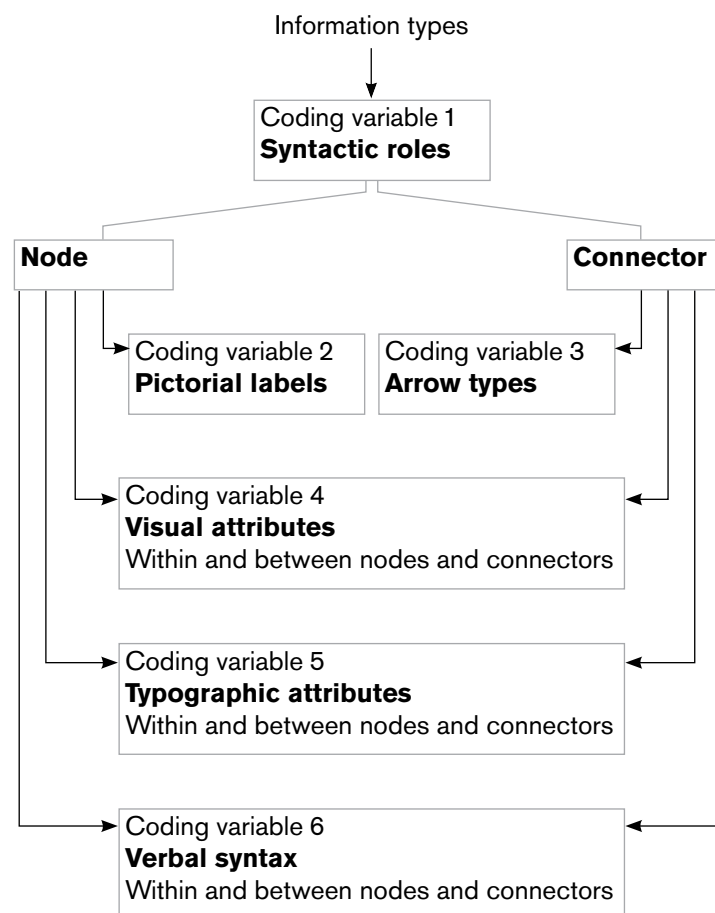 Information types
Coding variable 1
Syntactic roles
Node
Connector
Coding variable 2
Pictorial labels
Coding variable 3
Arrow types
Coding variable 4
Visual attributes
Within and between nodes and connectors
Coding variable 5
Typographic attributes
Within and between nodes and connectors
Coding variable 6
Verbal syntax
Within and between nodes and connectors